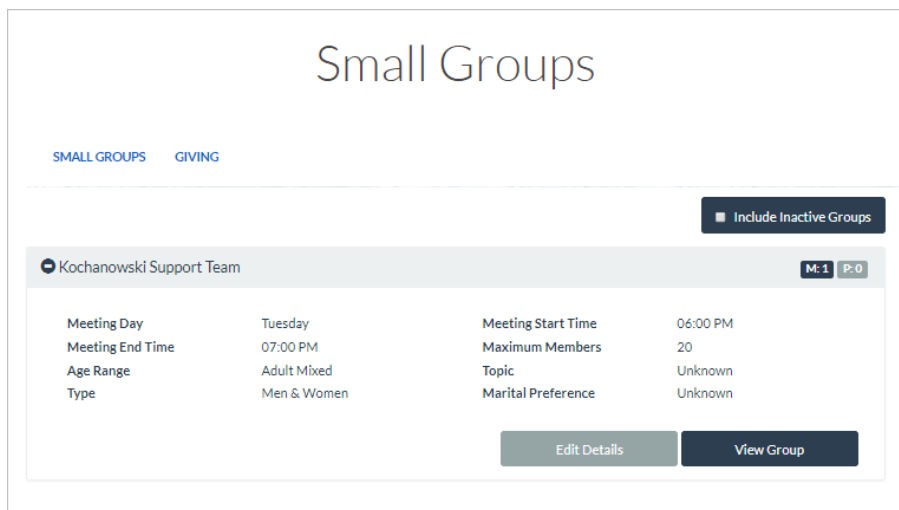 Small Groups
SMALL GROUPS GIVING
Include Inactive Groups
Kochanowski Support Team M: 1 P: 0
Meeting Day Tuesday Meeting Start Time 06:00 PM
Meeting End Time 07:00 PM Maximum Members 20
Age Range Adult Mixed Topic Unknown
Type Men & Women Marital Preference Unknown
Edit Details View Group